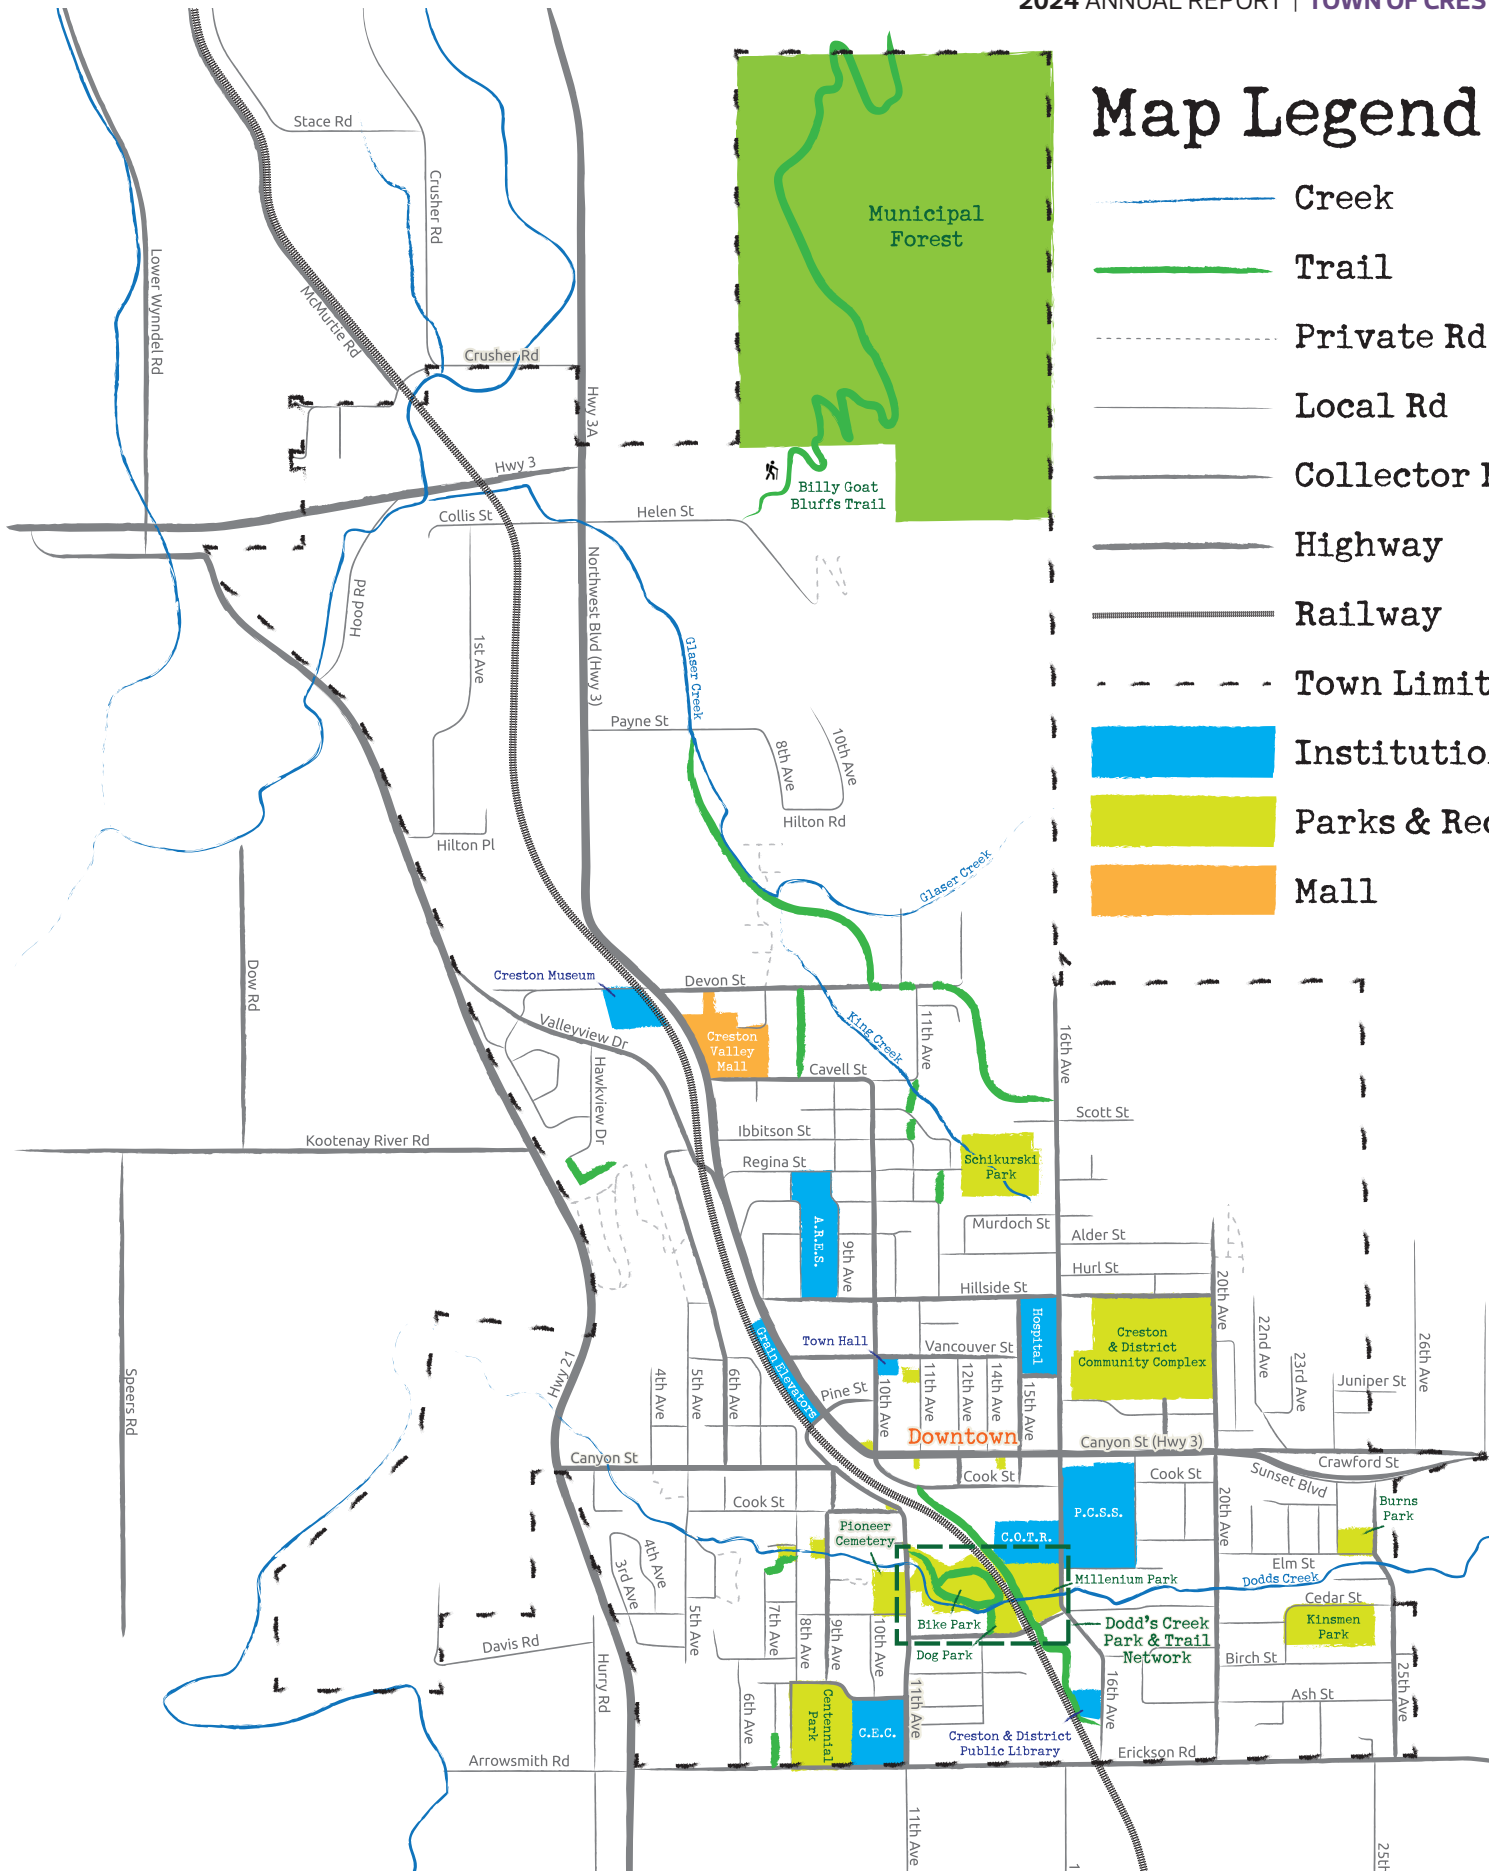 2024 ANNUAL REPORT | TOWN OF CRES
Map Legend
Creek
Trail
Private Rd
Local Rd
Collector
Highway
Railway
Town Limit
Institutio
Parks & Re
Mall
Stace Rd
Crusher Rd
Lower Wynndel Rd
McMurtie Rd
Crusher Rd
Hwy 3A
Municipal
Forest
Hwy 3
Billy Goat
Bluffs Trail
Collis St
Helen St
Hood Rd
1st Ave
Northwest Blvd (Hwy 3)
Glaser Creek
Payne St
8th Ave
10th Ave
Hilton Rd
Hilton Pl
Glaser Creek
Dow Rd
Creston Museum
Devon St
Valleyview Dr
Creston
Valley
Mall
King Creek
11th Ave
16th Ave
Hawkview Dr
Cavell St
Scott St
Kootenay River Rd
Ibbitson St
Regina St
Schikurski
Park
Murdoch St
A.R.E.S.
9th Ave
Alder St
Hurl St
Hillside St
20th Ave
Hospital
Creston
& District
Community Complex
Grain Elevators
Town Hall
Vancouver St
22nd Ave
23rd Ave
26th Ave
Juniper St
Speers Rd
Hwy 21
4th Ave
5th Ave
6th Ave
Pine St
10th Ave
11th Ave
12th Ave
14th Ave
15th Ave
Downtown
Canyon St (Hwy 3)
Canyon St
Crawford St
Cook St
Cook St
Sunset Blvd
Cook St
20th Ave
Burns
Park
P.C.S.S.
C.O.T.R.
Pioneer
Cemetery
Elm St
Dodds Creek
Millenium Park
4th Ave
3rd Ave
Cedar St
Kinsmen
Park
Bike Park
Dodd's Creek
Park & Trail
Network
Dog Park
5th Ave
7th Ave
8th Ave
9th Ave
10th Ave
Davis Rd
Birch St
Hurry Rd
6th Ave
Centennial
Park
C.E.C.
11th Ave
16th Ave
Ash St
25th Ave
Creston & District
Public Library
Erickson Rd
Arrowsmith Rd
11th Ave
1
25th